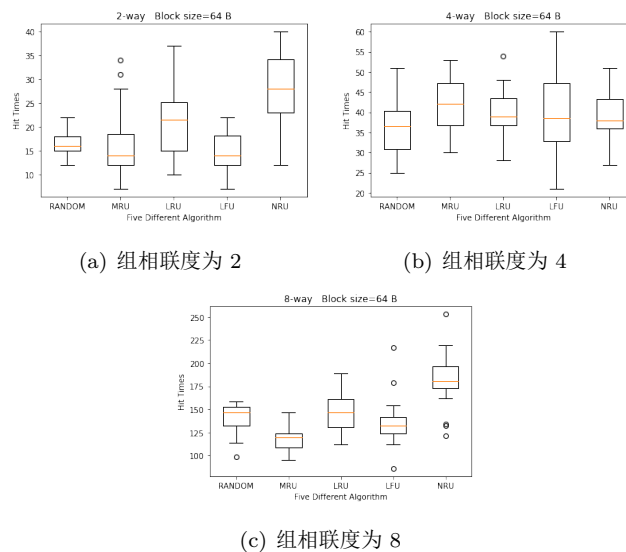 2-way   Block size=64 B
40
35
30
25
20
15
10
Hit Times
RANDOM MRU LRU LFU NRU
Five Different Algorithm
(a) 组相联度为 2
4-way   Block size=64 B
60
55
50
45
40
35
30
25
20
Hit Times
RANDOM MRU LRU LFU NRU
Five Different Algorithm
(b) 组相联度为 4
8-way   Block size=64 B
250
225
200
175
150
125
100
Hit Times
RANDOM MRU LRU LFU NRU
Five Different Algorithm
(c) 组相联度为 8